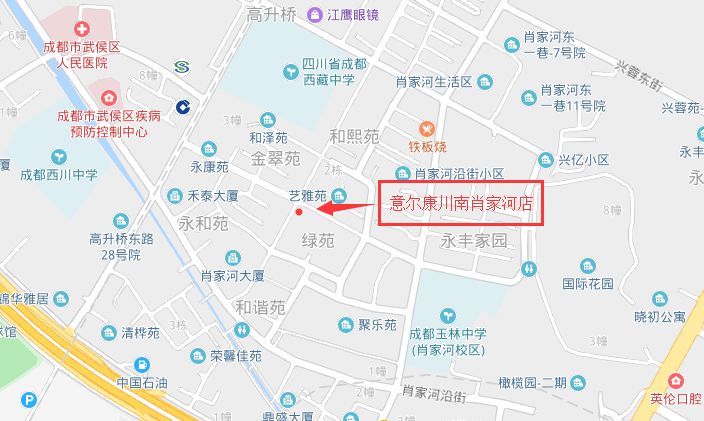 高升桥
江鹰眼镜
成都市武侯区
人民医院
8幢
四川省成都
西藏中学
肖家河东
一巷-7号院
兴蓉东街
肖家河生活区
肖家河东
一巷11号院
兴蓉苑-一
成都市武侯区疾病
预防控制中心
3幢
和泽苑
和熙苑
铁板烧
永丰
永康苑
金翠苑
2栋
兴亿小区
肖家河沿街小区
成都西川中学
禾泰大厦
艺雅苑
意尔康川南肖家河店
永和苑
高升桥东路
28号院
绿苑
永丰家园
8幢
肖家河大厦
国际花园
锦华雅居
和谐苑
晓初公寓
清桦苑
3栋
聚乐苑
成都玉林中学
(肖家河校区)
3幢
荣馨佳苑
中国石油
1幢
肖家河沿街
橄榄园-二期
英伦口腔
1幢
鼎盛大厦